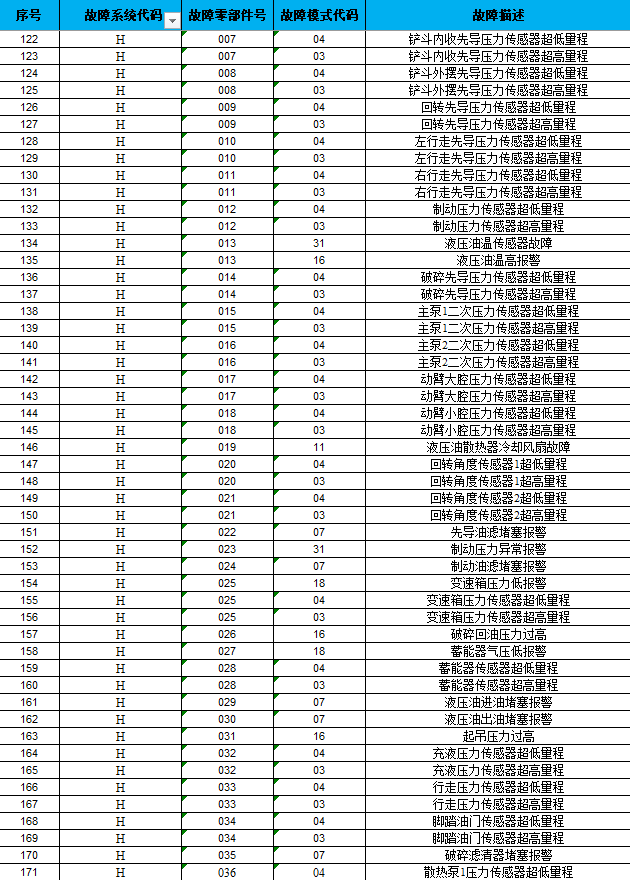 序号 故障系统代码 故障零部件号 故障模式代码 故障描述
122 H 007 04 铲斗内收先导压力传感器超低量程
123 H 007 03 铲斗内收先导压力传感器超高量程
124 H 008 04 铲斗外摆先导压力传感器超低量程
125 H 008 03 铲斗外摆先导压力传感器超高量程
126 H 009 04 回转先导压力传感器超低量程
127 H 009 03 回转先导压力传感器超高量程
128 H 010 04 左行走先导压力传感器超低量程
129 H 010 03 左行走先导压力传感器超高量程
130 H 011 04 右行走先导压力传感器超低量程
131 H 011 03 右行走先导压力传感器超高量程
132 H 012 04 制动压力传感器超低量程
133 H 012 03 制动压力传感器超高量程
134 H 013 31 液压油温传感器故障
135 H 013 16 液压油温高报警
136 H 014 04 破碎先导压力传感器超低量程
137 H 014 03 破碎先导压力传感器超高量程
138 H 015 04 主泵1二次压力传感器超低量程
139 H 015 03 主泵1二次压力传感器超高量程
140 H 016 04 主泵2二次压力传感器超低量程
141 H 016 03 主泵2二次压力传感器超高量程
142 H 017 04 动臂大腔压力传感器超低量程
143 H 017 03 动臂大腔压力传感器超高量程
144 H 018 04 动臂小腔压力传感器超低量程
145 H 018 03 动臂小腔压力传感器超高量程
146 H 019 11 液压油散热器冷却风扇故障
147 H 020 04 回转角度传感器1超低量程
148 H 020 03 回转角度传感器1超高量程
149 H 021 04 回转角度传感器2超低量程
150 H 021 03 回转角度传感器2超高量程
151 H 022 07 先导油滤堵塞报警
152 H 023 31 制动压力异常报警
153 H 024 07 制动油滤堵塞报警
154 H 025 18 变速箱压力低报警
155 H 025 04 变速箱压力传感器超低量程
156 H 025 03 变速箱压力传感器超高量程
157 H 026 16 破碎回油压力过高
158 H 027 18 蓄能器气压低报警
159 H 028 04 蓄能器传感器超低量程
160 H 028 03 蓄能器传感器超高量程
161 H 029 07 液压油进油堵塞报警
162 H 030 07 液压油出油堵塞报警
163 H 031 16 起吊压力过高
164 H 032 04 充液压力传感器超低量程
165 H 032 03 充液压力传感器超高量程
166 H 033 04 行走压力传感器超低量程
167 H 033 03 行走压力传感器超高量程
168 H 034 04 脚踏油门传感器超低量程
169 H 034 03 脚踏油门传感器超高量程
170 H 035 07 破碎滤清器堵塞报警
171 H 036 04 散热泵1压力传感器超低量程